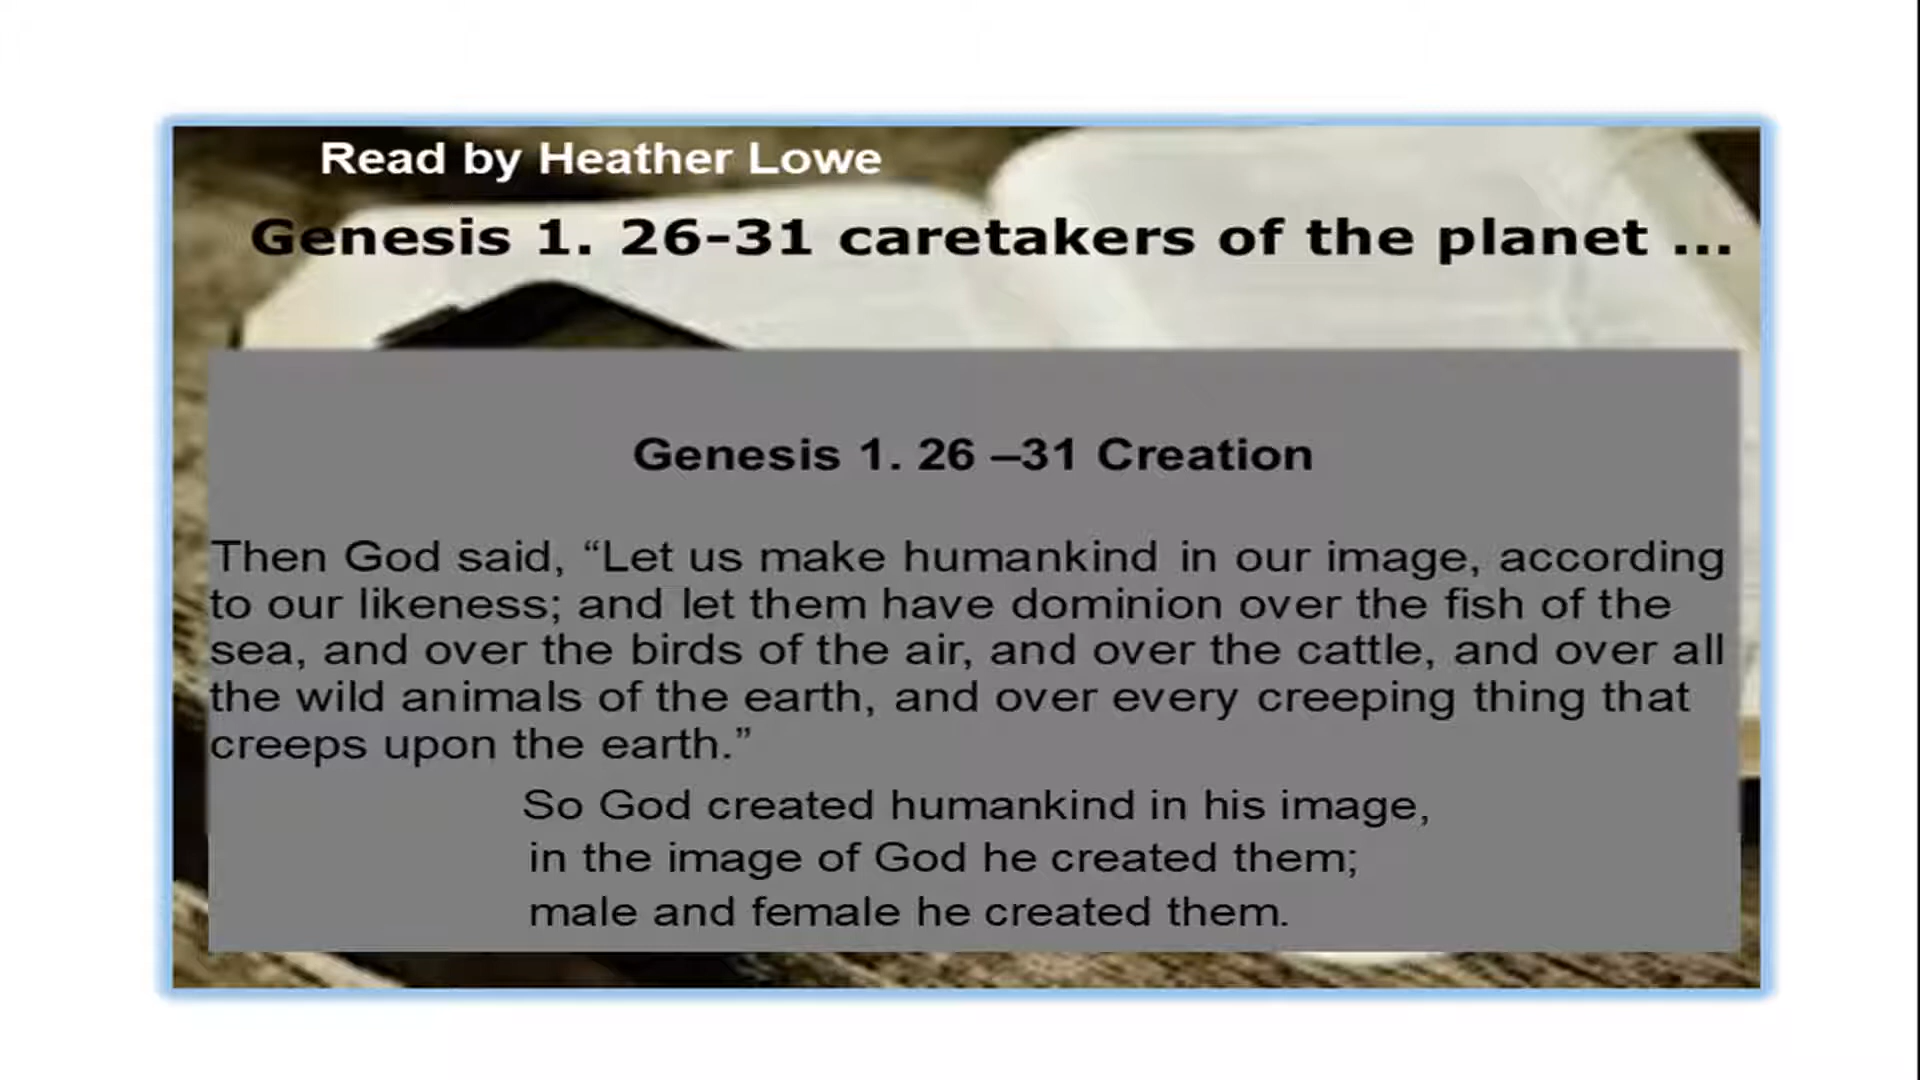 Read by Heather Lowe
Genesis 1. 26-31 caretakers of the planet ...
Genesis 1. 26 –31 Creation
Then God said, “Let us make humankind in our image, according
to our likeness; and let them have dominion over the fish of the
sea, and over the birds of the air, and over the cattle, and over all
the wild animals of the earth, and over every creeping thing that
creeps upon the earth.”
So God created humankind in his image,
in the image of God he created them;
male and female he created them.